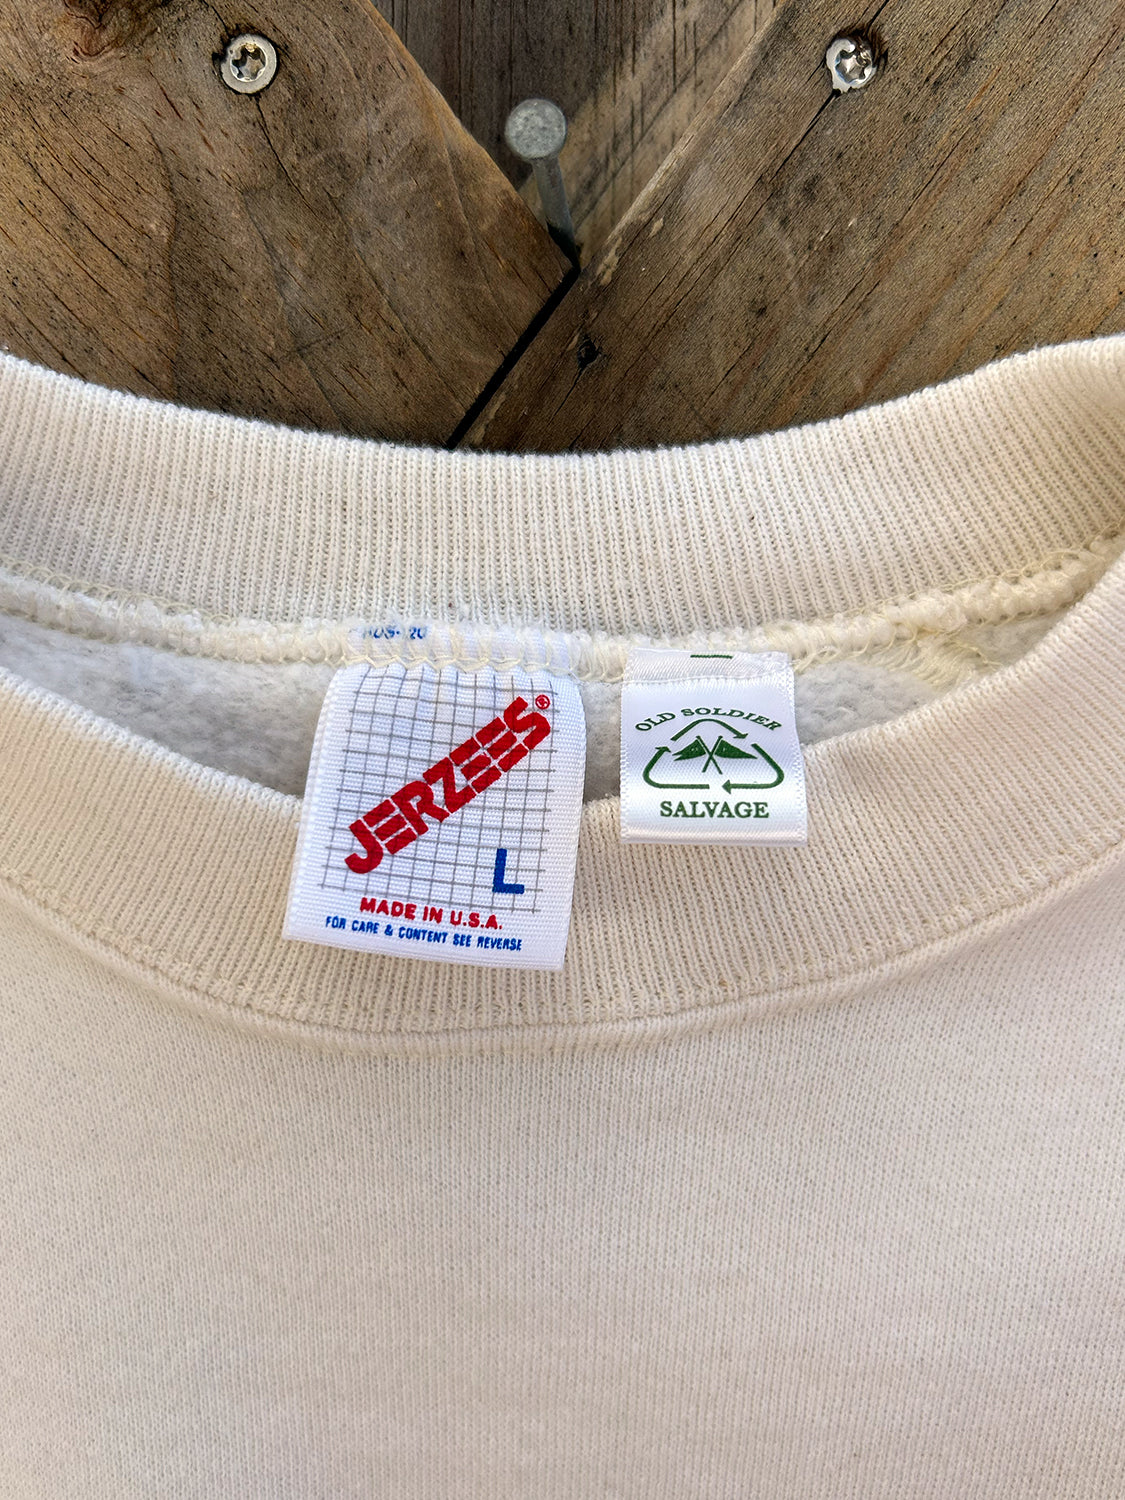 JERZEES®
L
MADE IN U.S.A.
FOR CARE & CONTENT SEE REVERSE
OLD SOLDIER
SALVAGE